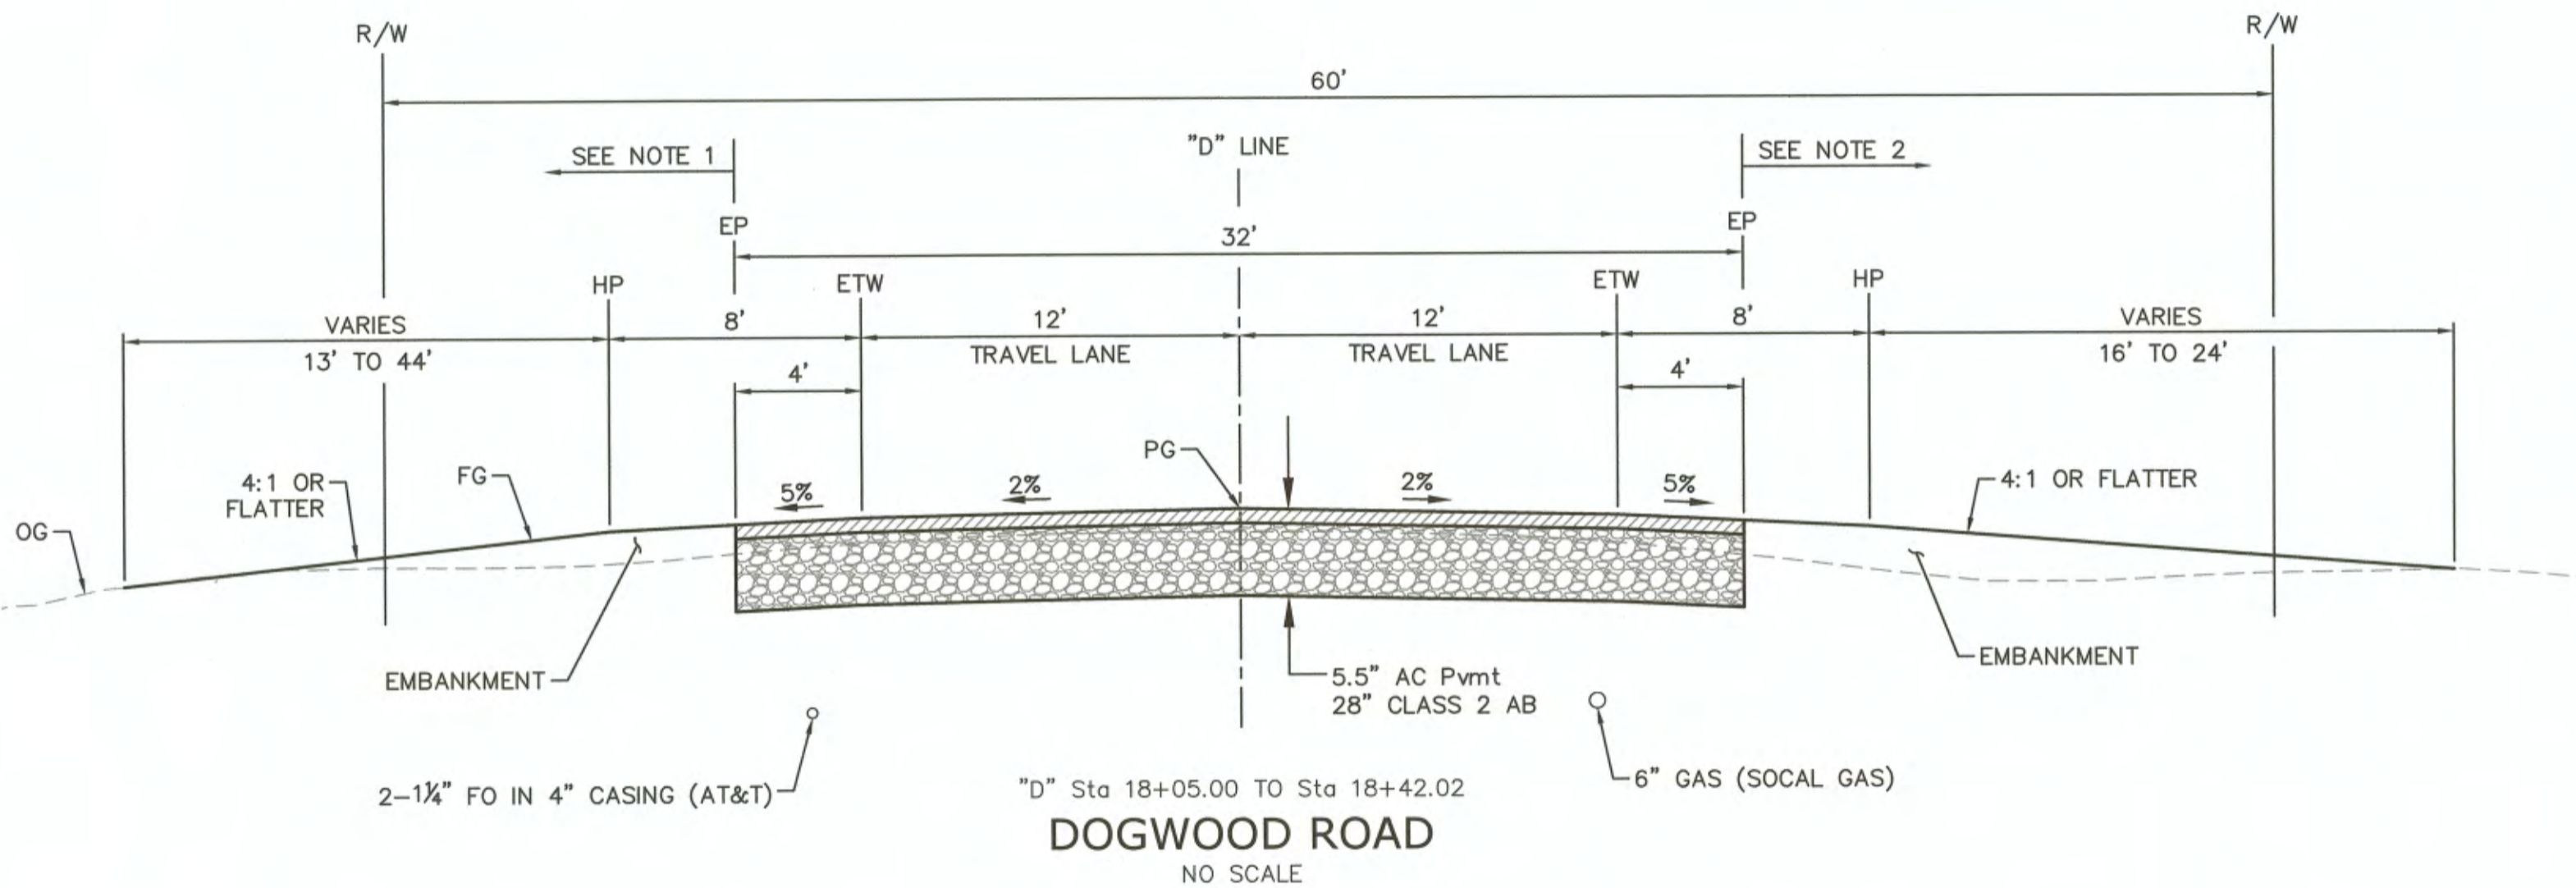 R/W
R/W
60'
"D" LINE
SEE NOTE 1
SEE NOTE 2
EP
EP
32'
HP
ETW
ETW
HP
VARIES
13' TO 44'
8'
12'
TRAVEL LANE
12'
TRAVEL LANE
8'
VARIES
16' TO 24'
4'
4'
PG
4:1 OR
FLATTER
FG
5%
2%
2%
5%
4:1 OR FLATTER
OG
EMBANKMENT
5.5" AC Pvmt
28" CLASS 2 AB
EMBANKMENT
2-1¼" FO IN 4" CASING (AT&T)
6" GAS (SOCAL GAS)
"D" Sta 18+05.00 TO Sta 18+42.02
DOGWOOD ROAD
NO SCALE